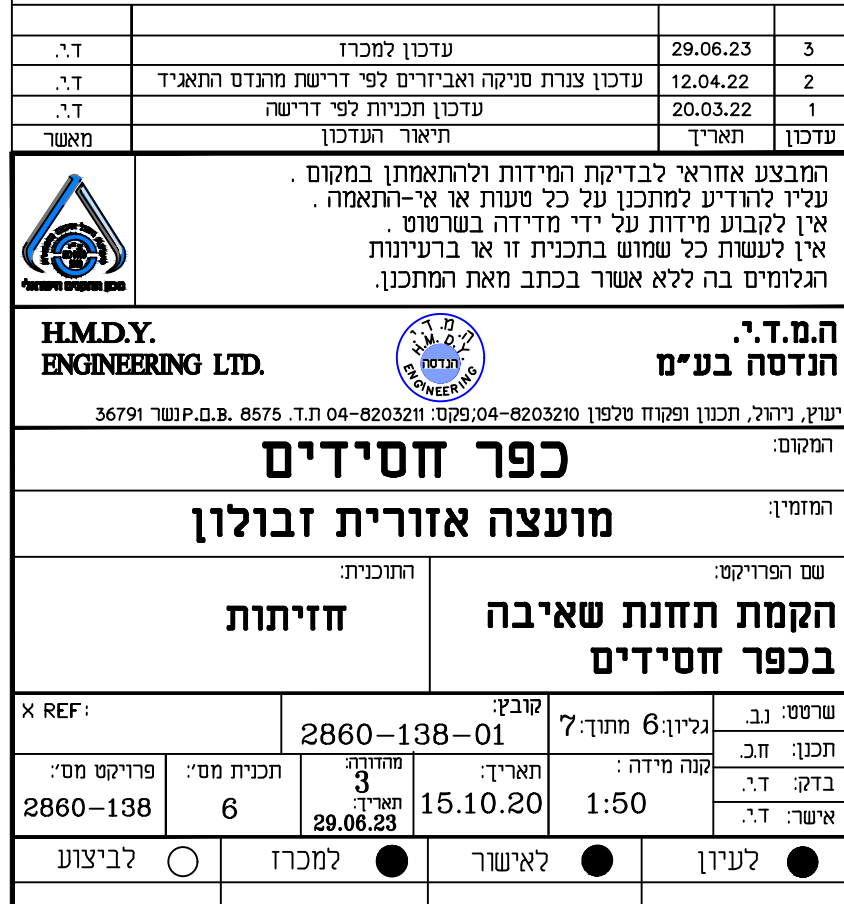 3 29.06.23 עדכון למכרז ד.י.
2 12.04.22 עדכון צנרת סניקה ואביזרים לפי דרישת מהנדס התאגיד ד.י.
1 20.03.22 עדכון תכניות לפי דרישה ד.י.
עדכון תאריך תיאור העדכון מאשר
המבצע אחראי לבדיקת המידות ולהתאמתן במקום .
עליו להודיע למתכנן על כל טעות או אי-התאמה .
אין לקבוע מידות על ידי מדידה בשרטוט .
אין לעשות כל שמוש בתכנית זו או ברעיונות
הגלומים בה ללא אשור בכתב מאת המתכנן.
מכון התקנים הישראלי
ה.מ.ד.י.
הנדסה בע"מ
ה.מ.ד.י.
H.M.D.Y.
הנדסה
ENGINEERING
H.M.D.Y.
ENGINEERING LTD.
יעוץ, ניהול, תכנון ופקוח טלפון 04-8203210;פקס: 04-8203211 ת.ד. 8575 P.O.B.נשר 36791
המקום:
כפר חסידים
המזמין:
מועצה אזורית זבולון
שם הפרויקט:
הקמת תחנת שאיבה
בכפר חסידים
התוכנית:
חזיתות
שרטט: נ.ב.
תכנן: ח.כ.
בדק: ד.י.
אישר: ד.י.
גליון:6 מתוך:7
קובץ:
2860-138-01
X REF:
קנה מידה :
1:50
תאריך:
15.10.20
מהדורה:
3
תאריך:
29.06.23
תכנית מס':
6
פרויקט מס':
2860-138
לעיון לאישור למכרז לביצוע